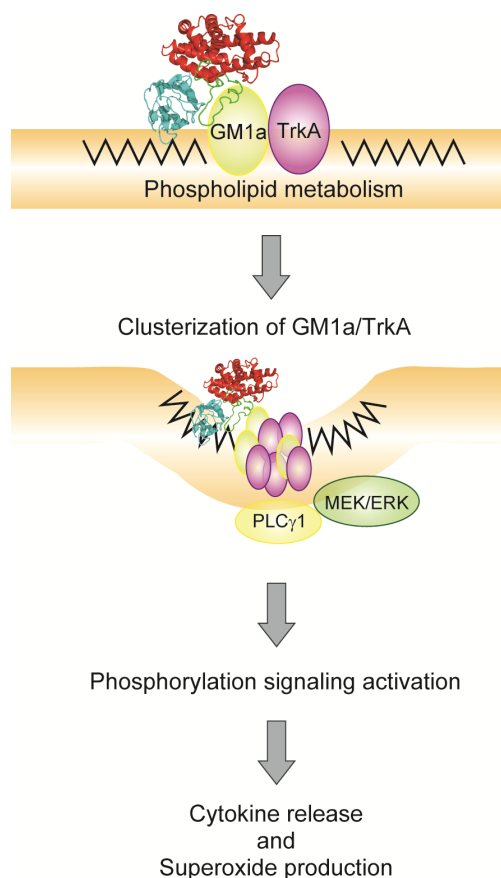 GM1a TrkA
Phospholipid metabolism
Clusterization of GM1a/TrkA
MEK/ERK
PLCγ1
Phosphorylation signaling activation
Cytokine release
and
Superoxide production